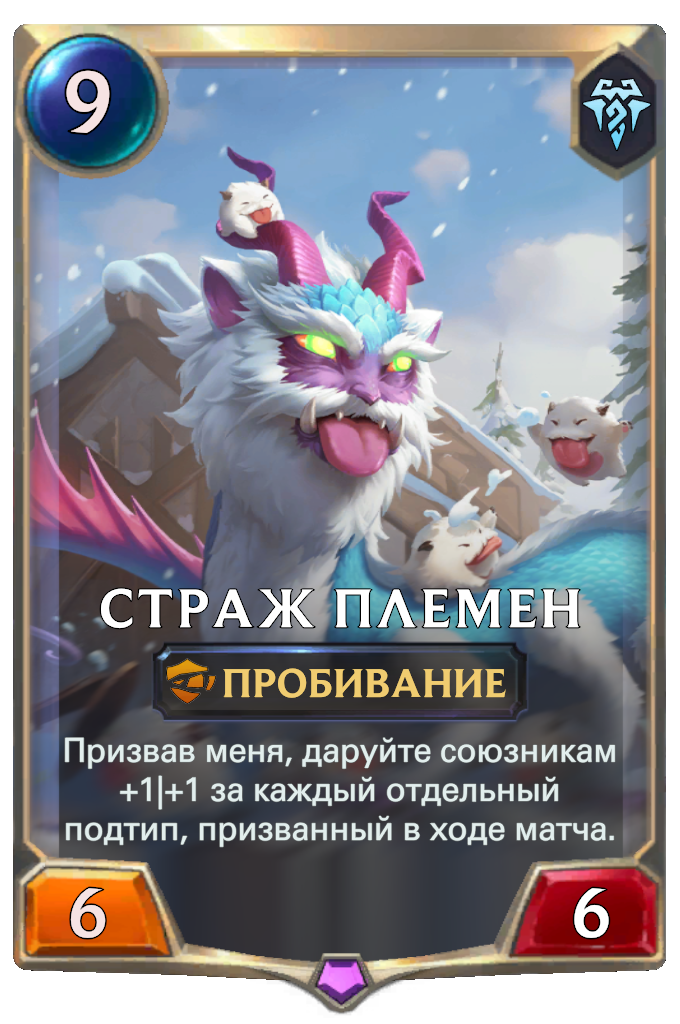 9
СТРАЖ ПЛЕМЕН
ПРОБИВАНИЕ
Призвав меня, даруйте союзникам
+1|+1 за каждый отдельный
подтип, призванный в ходе матча.
6 6